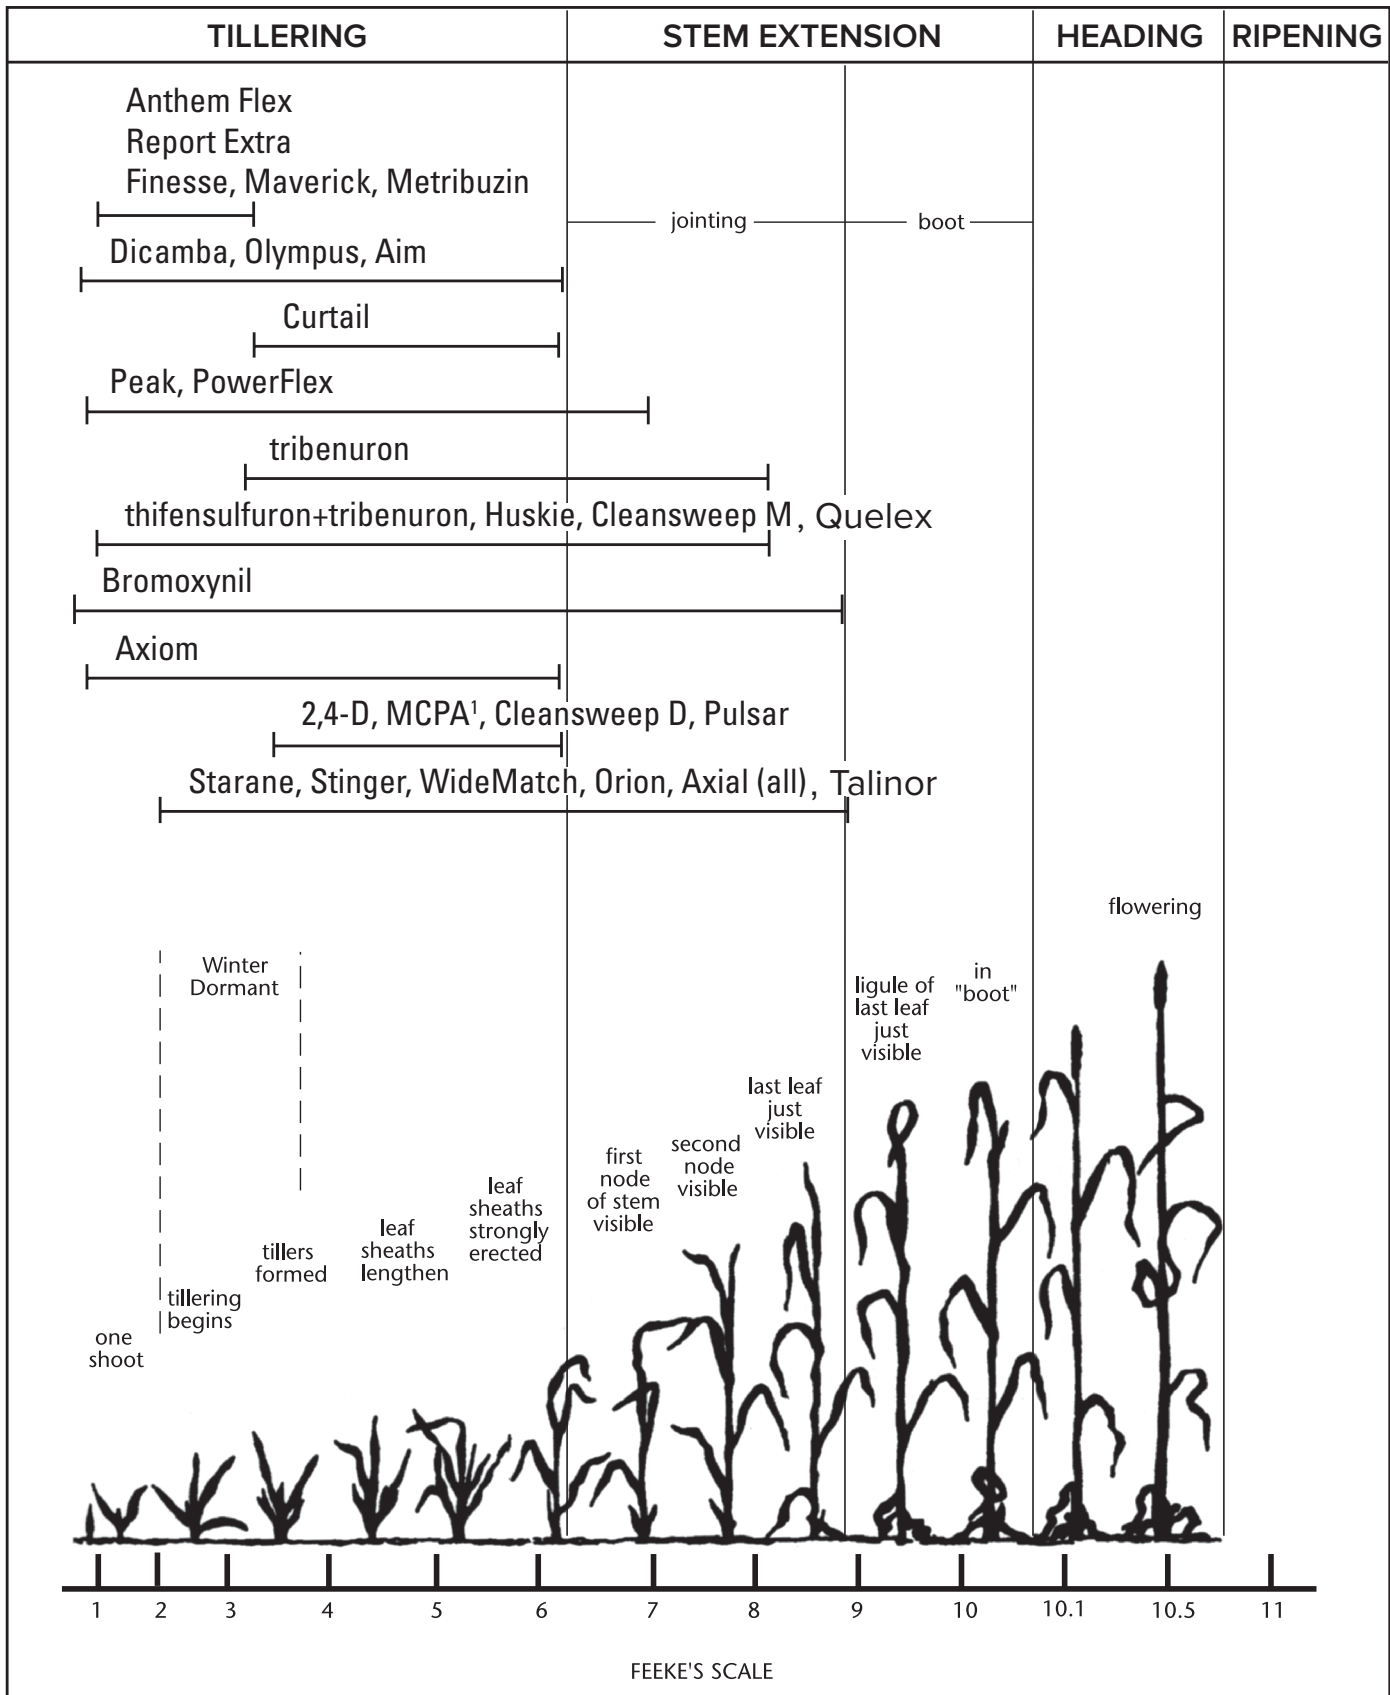 TILLERING STEM EXTENSION HEADING RIPENING
Anthem Flex
Report Extra
Finesse, Maverick, Metribuzin
jointing boot
Dicamba, Olympus, Aim
Curtail
Peak, PowerFlex
tribenuron
thifensulfuron+tribenuron, Huskie, Cleansweep M, Quelex
Bromoxynil
Axiom
2,4-D, MCPA¹, Cleansweep D, Pulsar
Starane, Stinger, WideMatch, Orion, Axial (all), Talinor
Winter
Dormant
one
shoot
tillering
begins
tillers
formed
leaf
sheaths
lengthen
leaf
sheaths
strongly
erected
first
node
of stem
visible
second
node
visible
last leaf
just
visible
ligule of
last leaf
just
visible
in
"boot"
flowering
1 2 3 4 5 6 7 8 9 10 10.1 10.5 11
FEEKE'S SCALE